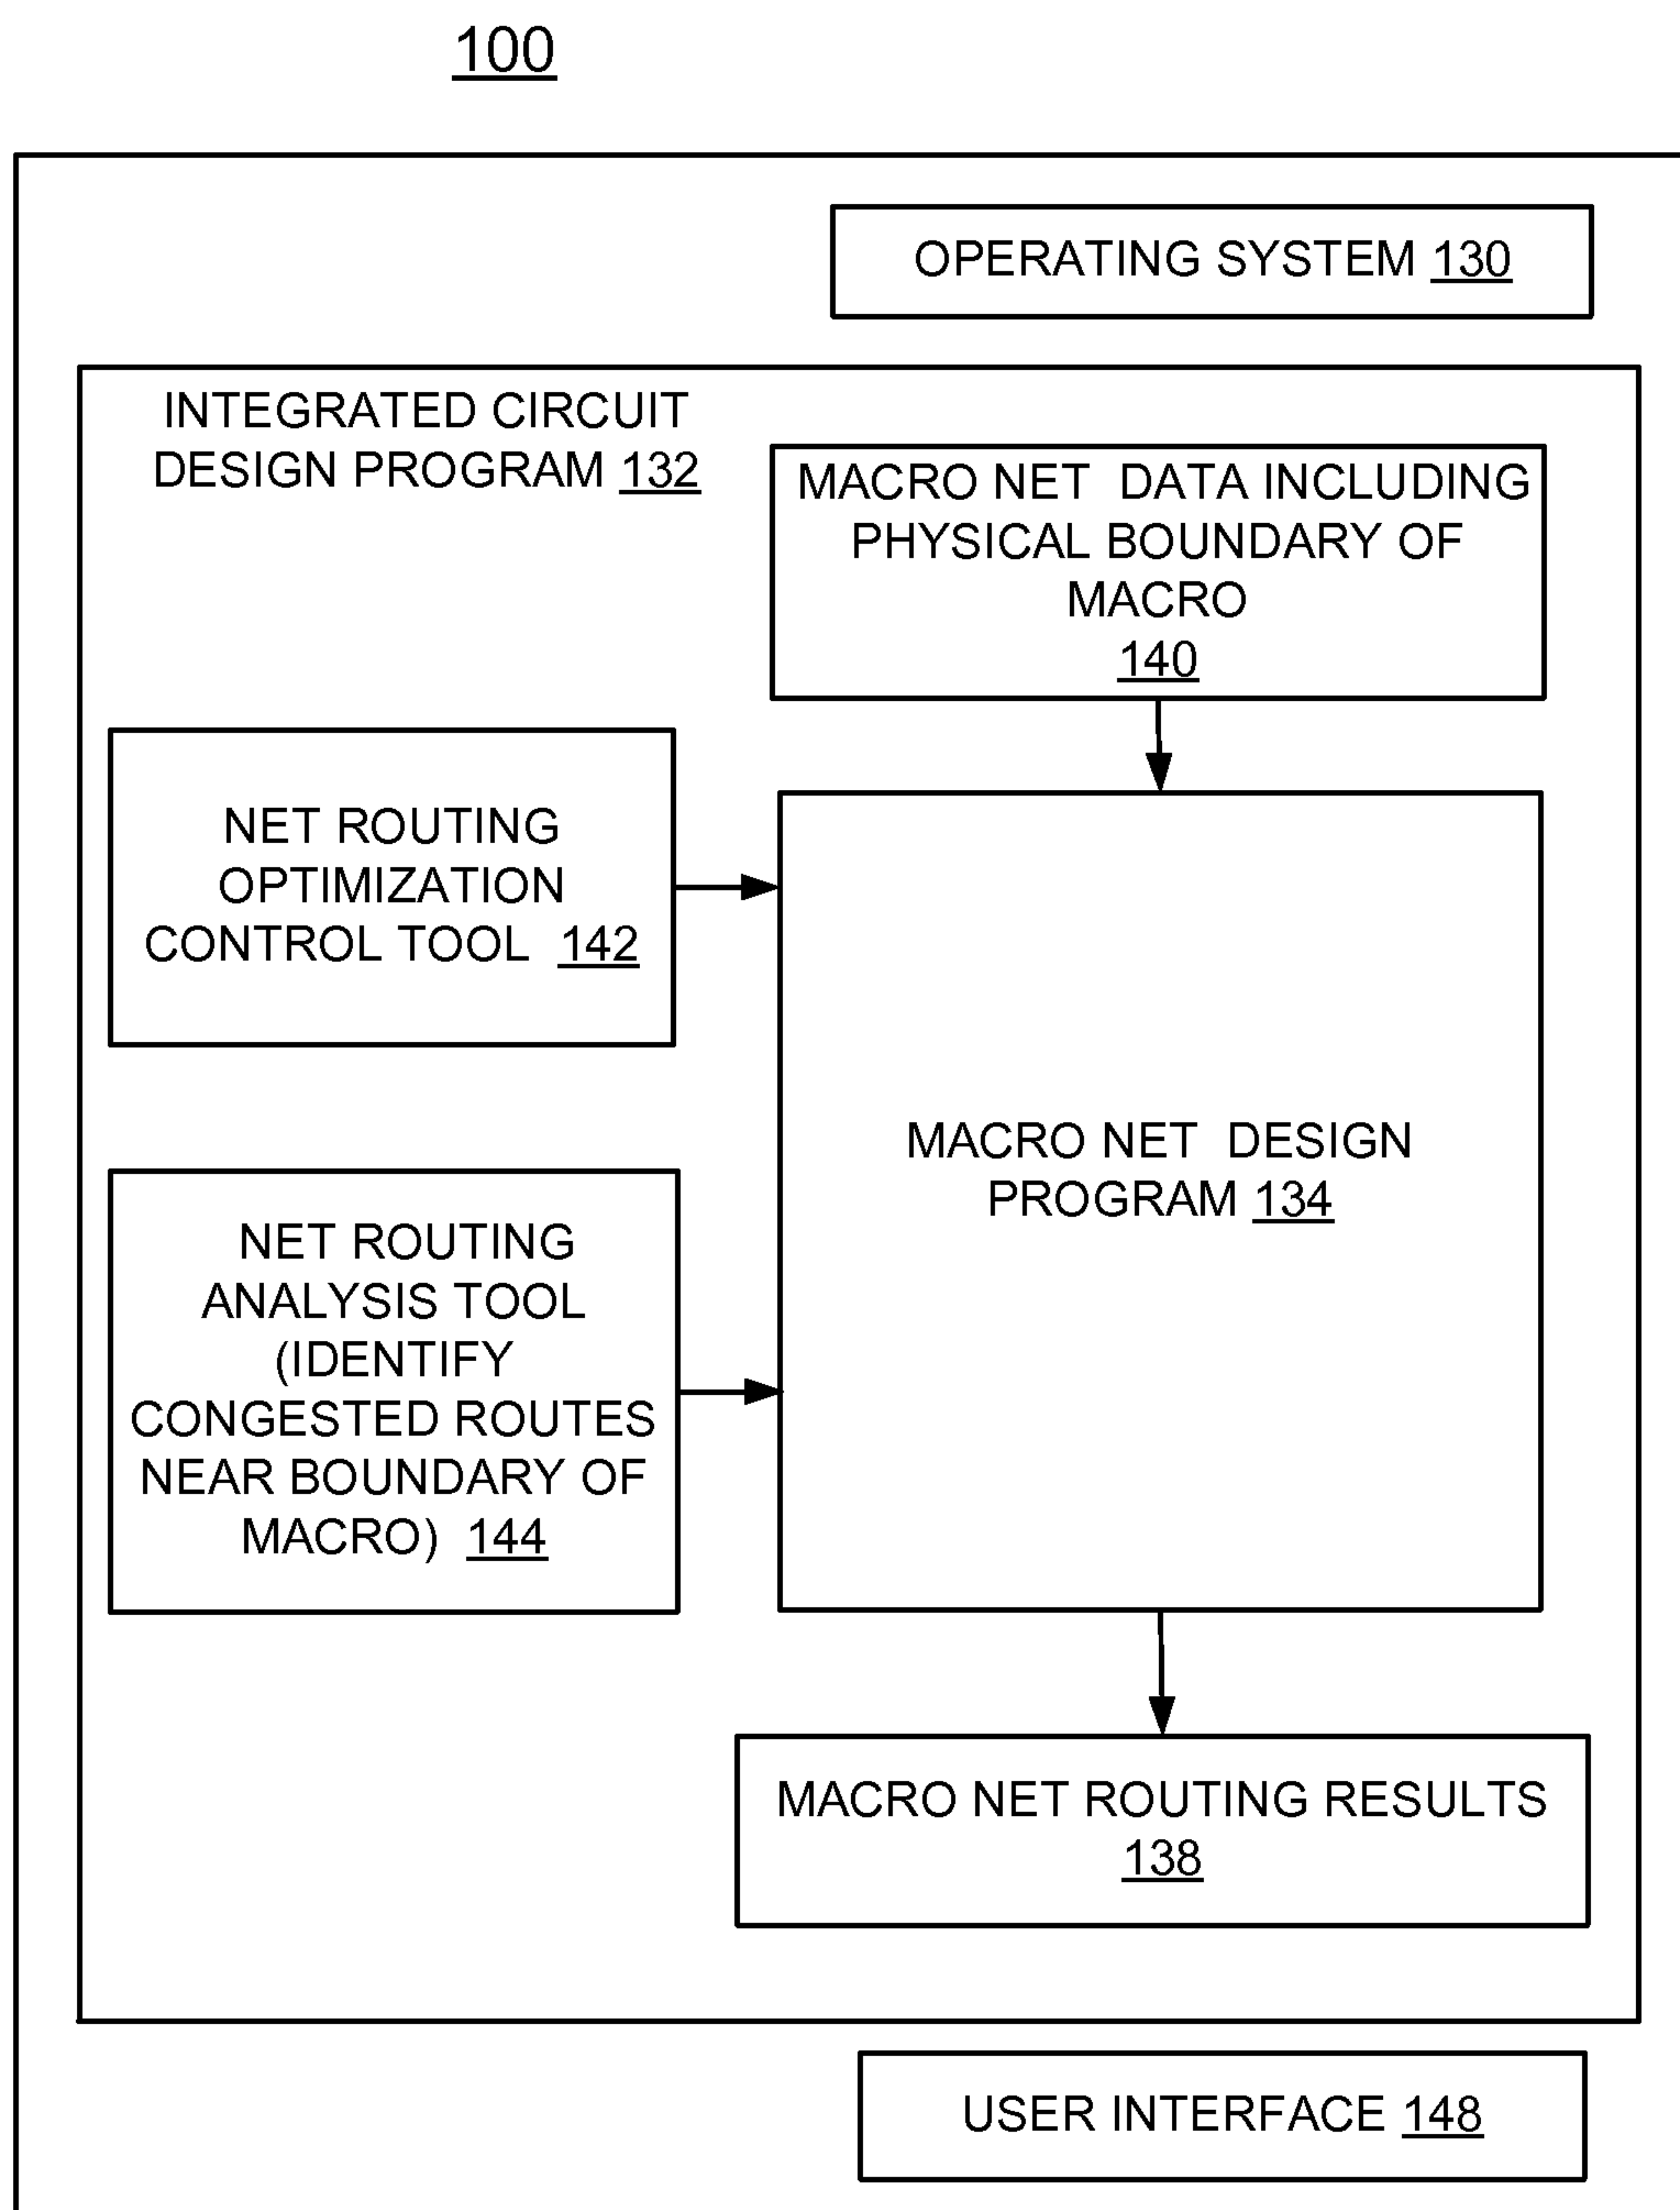 100
OPERATING SYSTEM 130
INTEGRATED CIRCUIT
DESIGN PROGRAM 132
MACRO NET DATA INCLUDING
PHYSICAL BOUNDARY OF
MACRO
140
NET ROUTING
OPTIMIZATION
CONTROL TOOL 142
MACRO NET DESIGN
PROGRAM 134
NET ROUTING
ANALYSIS TOOL
(IDENTIFY
CONGESTED ROUTES
NEAR BOUNDARY OF
MACRO) 144
MACRO NET ROUTING RESULTS
138
USER INTERFACE 148